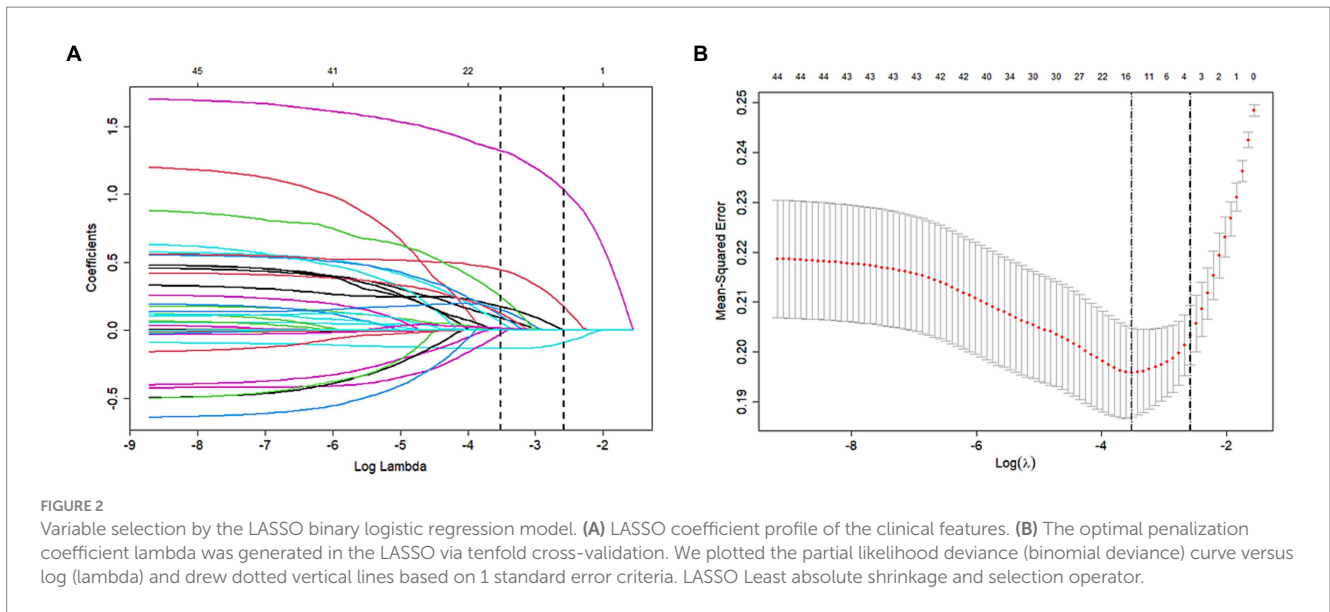 A
B
45 41 22 1
1.5
1.0
0.5
0.0
-0.5
Coefficients
-9 -8 -7 -6 -5 -4 -3 -2
Log Lambda
44 44 44 43 43 43 43 42 42 40 34 30 30 27 22 16 11 6 4 3 2 1 0
0.25
0.23
0.22
0.21
0.20
0.19
Mean-Squared Error
-8 -6 -4 -2
Log(λ)
FIGURE 2
Variable selection by the LASSO binary logistic regression model. (A) LASSO coefficient profile of the clinical features. (B) The optimal penalization
coefficient lambda was generated in the LASSO via tenfold cross-validation. We plotted the partial likelihood deviance (binomial deviance) curve versus
log (lambda) and drew dotted vertical lines based on 1 standard error criteria. LASSO Least absolute shrinkage and selection operator.